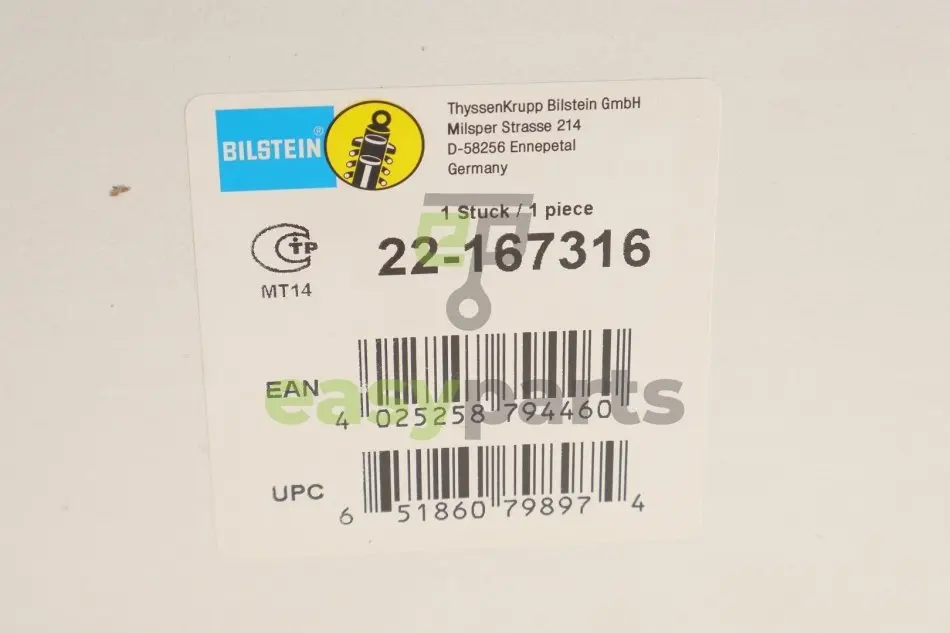 BILSTEIN®
ThyssenKrupp Bilstein GmbH
Milsper Strasse 214
D-58256 Ennepetal
Germany
1 Stuck / 1 piece
22-167316
MT14
EAN
4 025258 794460
easyparts
UPC
6 51860 79897 4